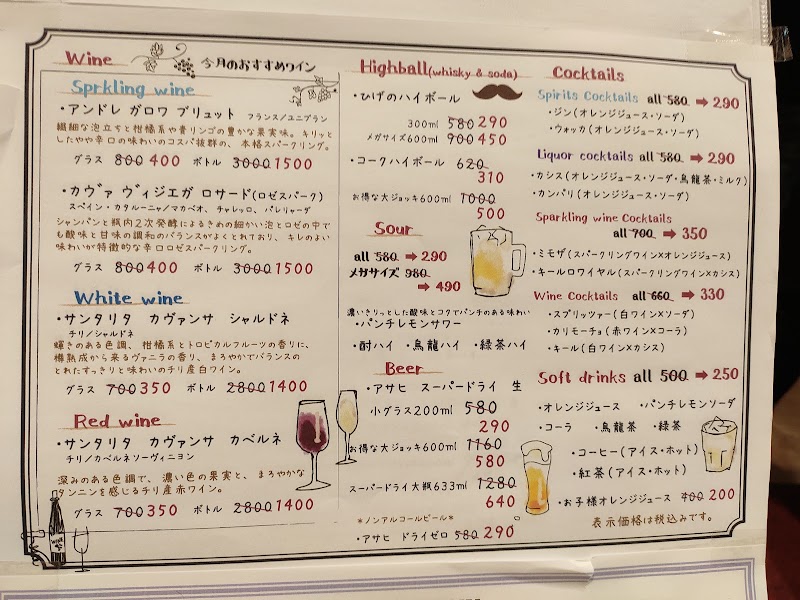 Wine
今月のおすすめワイン
Sprkling wine
・アンドレ ガロワ ブリュット フランス/ユニブラン
繊細な泡立ちと柑橘系や青リンゴの豊かな果実味。キリッと
したやや辛口の味わいのコスパ抜群の、本格スパークリング。
グラス 800 400 ボトル 3000 1500
・カヴァ ヴィジエガ ロサード(ロゼスパーク)
スペイン・カタルーニャ/マカベオ、チャレッロ、パレリャーダ
シャンパンと瓶内2次発酵によるきめの細かい泡とロゼの中で
も酸味と甘味の調和のバランスがよくとれており、キレのよい
味わいが特徴的な辛口ロゼスパークリング。
グラス 800 400 ボトル 3000 1500
White wine
・サンタリタ カヴァンサ シャルドネ
チリ/シャルドネ
輝きのある色調、柑橘系とトロピカルフルーツの香りに、
樽熟成から来るヴァニラの香り、まろやかでバランスの
とれたすっきりと味わいのチリ産白ワイン。
グラス 700 350 ボトル 2800 1400
Red wine
・サンタリタ カヴァンサ カベルネ
チリ/カベルネソーヴィニヨン
深みのある色調で、濃い色の果実と、まろやかな
タンニンを感じるチリ産赤ワイン。
グラス 700 350 ボトル 2800 1400
Highball(whisky & soda)
・ひげのハイボール
300ml 580 290
メガサイズ600ml 900 450
・コークハイボール 620
310
お得な大ジョッキ600ml 1000
500
Sour
all 580 ➡ 290
メガサイズ 980
➡ 490
濃いきりっとした酸味とコクでパンチのある味わい
・パンチレモンサワー
・酎ハイ ・烏龍ハイ ・緑茶ハイ
Beer
・アサヒ スーパードライ 生
小グラス200ml 580
290
お得な大ジョッキ600ml 1160
580
スーパードライ大瓶633ml 1280
640
*ノンアルコールビール*
・アサヒ ドライゼロ 580 290
Cocktails
Spirits Cocktails all 580 ➡ 290
・ジン(オレンジジュース・ソーダ)
・ウォッカ(オレンジジュース・ソーダ)
Liquor cocktails all 580 ➡ 290
・カシス(オレンジジュース・ソーダ・烏龍茶・ミルク)
・カンパリ(オレンジジュース・ソーダ)
Sparkling wine Cocktails
all 700 ➡ 350
・ミモザ(スパークリングワイン×オレンジジュース)
・キールロワイヤル(スパークリングワイン×カシス)
Wine Cocktails all 660 ➡ 330
・スプリッツァー(白ワイン×ソーダ)
・カリモーチョ(赤ワイン×コーラ)
・キール(白ワイン×カシス)
Soft drinks all 500 ➡ 250
・オレンジジュース ・パンチレモンソーダ
・コーラ ・烏龍茶 ・緑茶
・コーヒー(アイス・ホット)
・紅茶(アイス・ホット)
・お子様オレンジジュース 400 200
表示価格は税込みです。